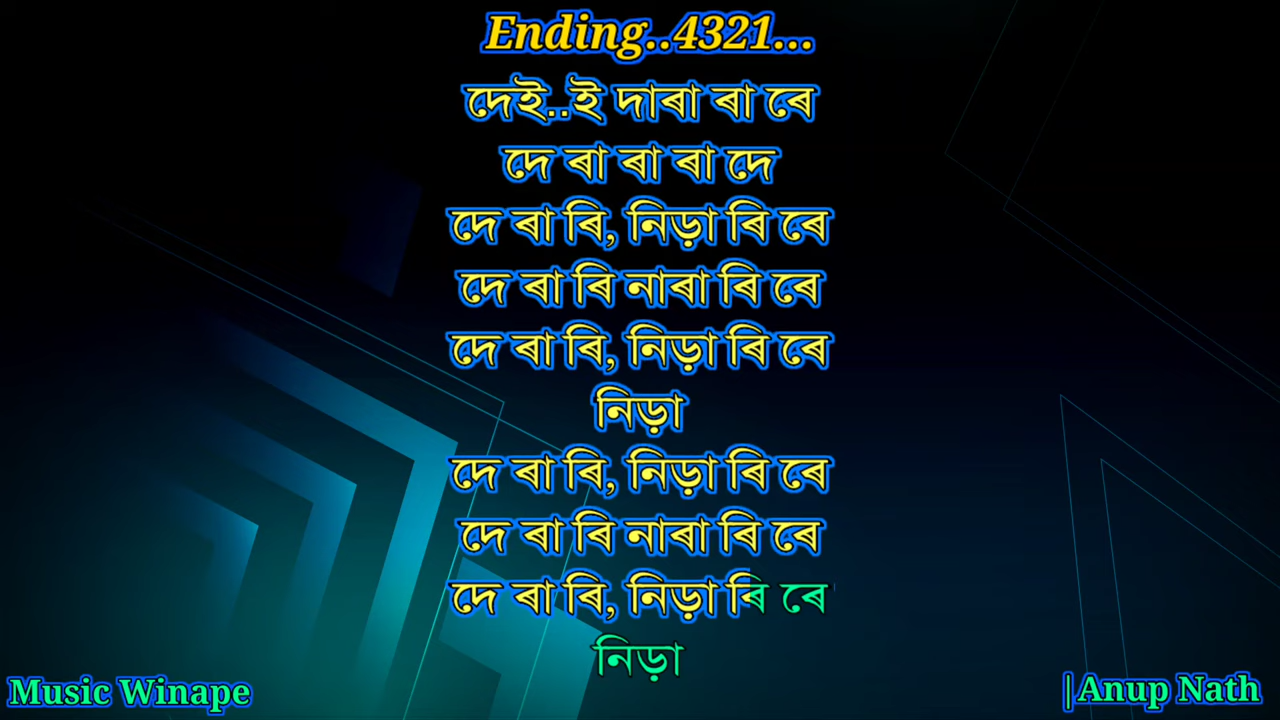 Ending..4321...
দেই..ই দাৰা ৰা ৰে
দে ৰা ৰা ৰা দে
দে ৰা ৰি, নিড়া ৰি ৰে
দে ৰা ৰি নাৰা ৰি ৰে
দে ৰা ৰি, নিড়া ৰি ৰে
নিড়া
দে ৰা ৰি, নিড়া ৰি ৰে
দে ৰা ৰি নাৰা ৰি ৰে
দে ৰা ৰি, নিড়া ৰি ৰে
নিড়া
Music Winape
|Anup Nath